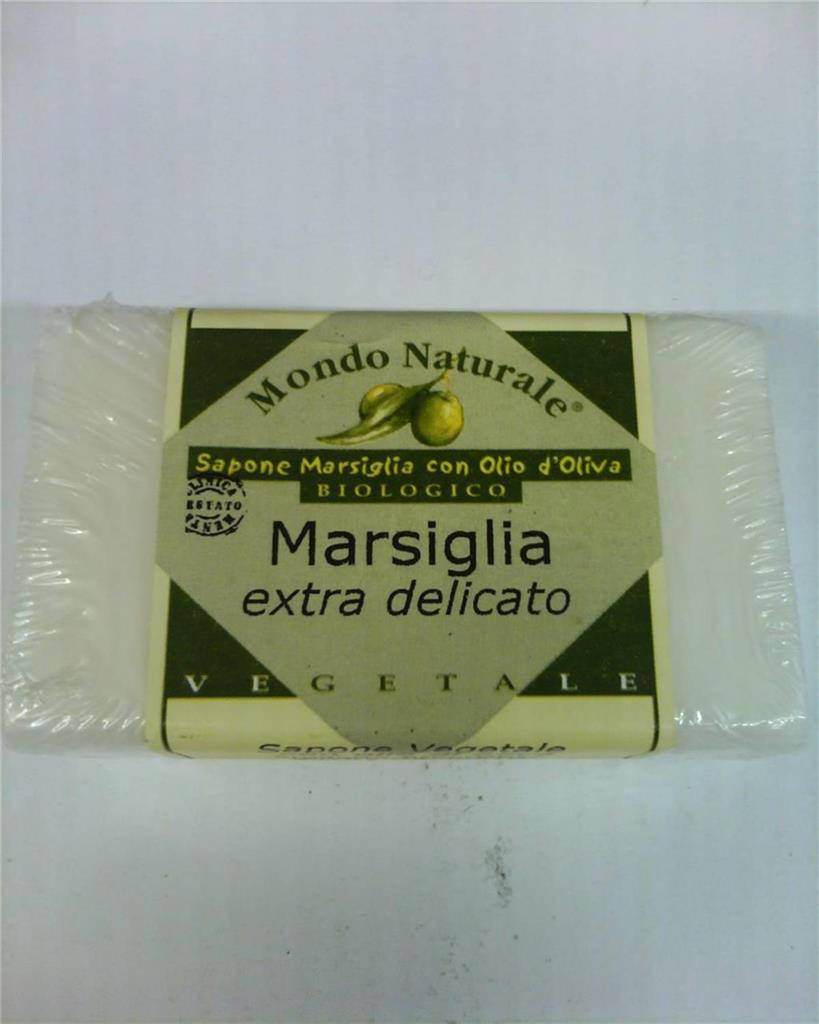 Mondo Naturale®
Sapone Marsiglia con Olio d'Oliva
BIOLOGICO
Marsiglia
extra delicato
VEGETALE
Sapone Vegetale